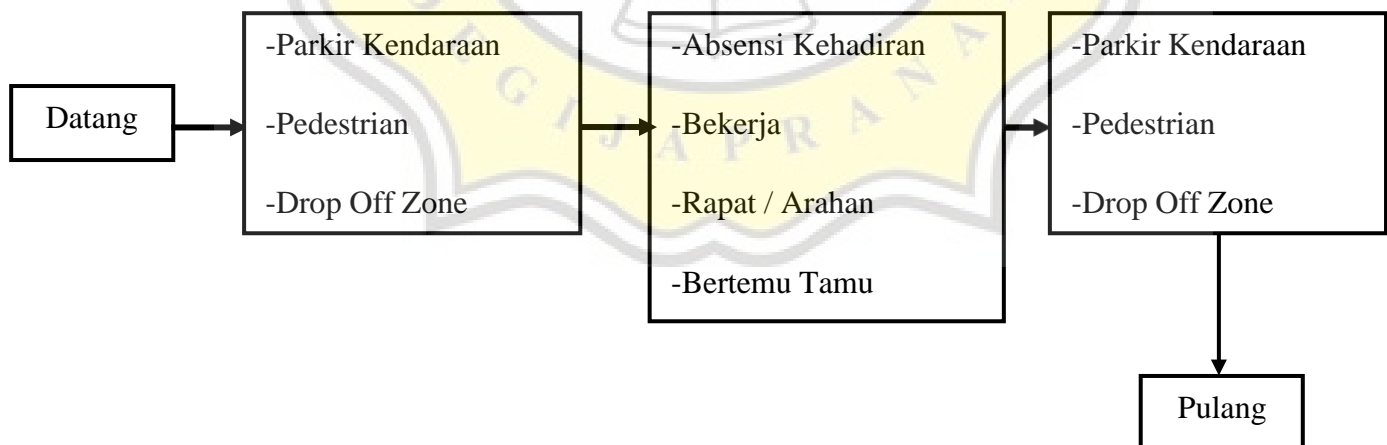 Datang
-Parkir Kendaraan
-Pedestrian
-Drop Off Zone
-Absensi Kehadiran
-Bekerja
-Rapat / Arahan
-Bertemu Tamu
-Parkir Kendaraan
-Pedestrian
-Drop Off Zone
Pulang